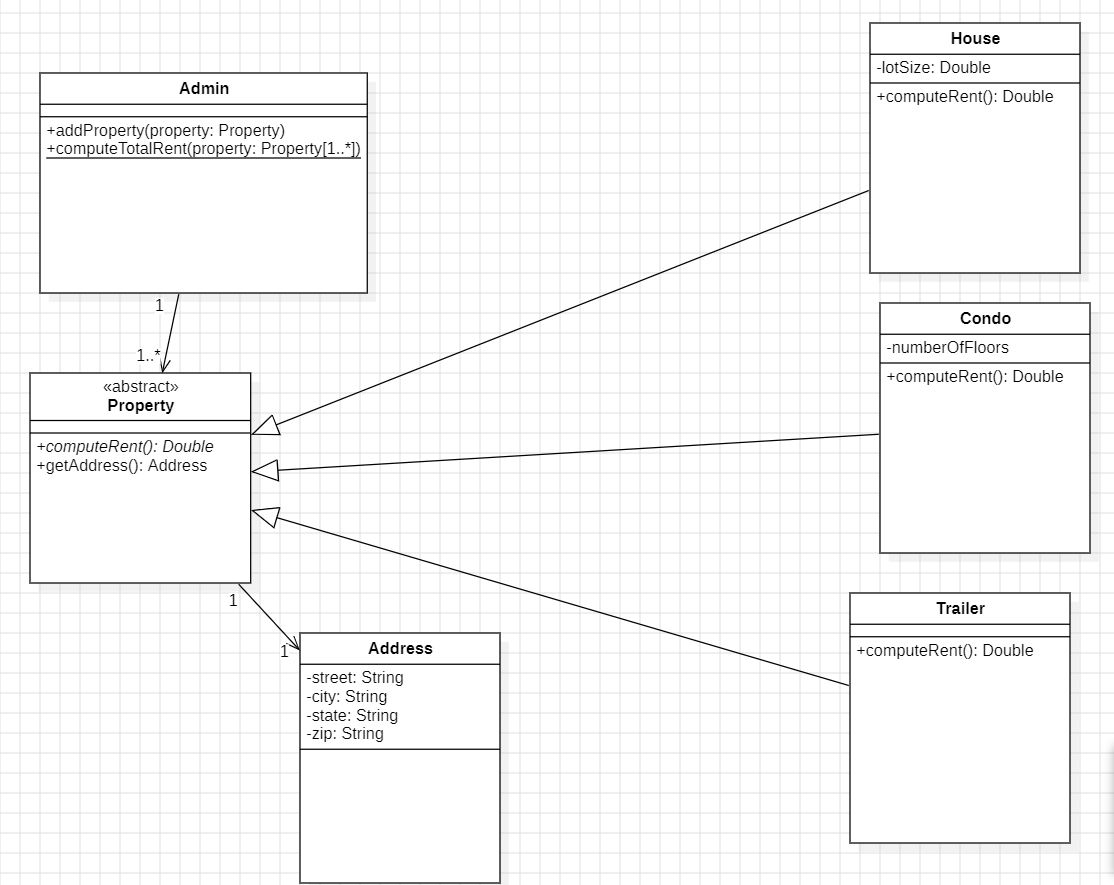 Admin
+addProperty(property: Property)
+computeTotalRent(property: Property[1..*])
1
1..*
«abstract»
Property
+computeRent(): Double
+getAddress(): Address
1
1
Address
-street: String
-city: String
-state: String
-zip: String
House
-lotSize: Double
+computeRent(): Double
Condo
-numberOfFloors
+computeRent(): Double
Trailer
+computeRent(): Double